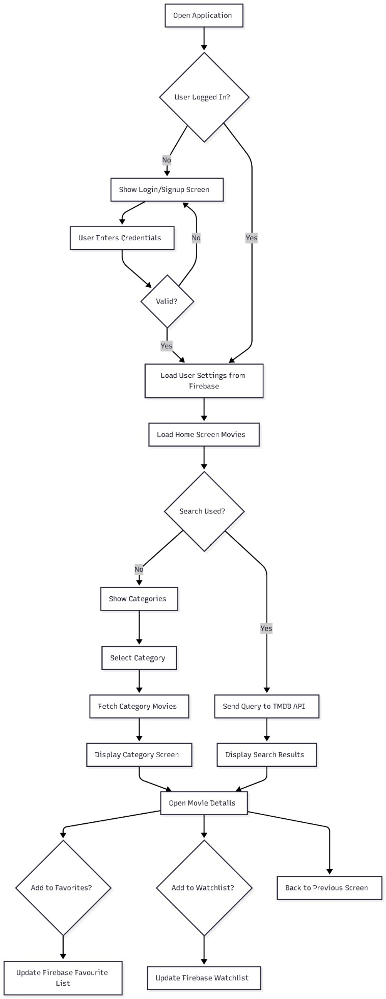 Open Application
User Logged In?
No
Show Login/Signup Screen
User Enters Credentials
No
Yes
Valid?
Yes
Load User Settings from
Firebase
Load Home Screen Movies
Search Used?
No
Show Categories
Yes
Select Category
Fetch Category Movies
Send Query to TMDB API
Display Category Screen
Display Search Results
Open Movie Details
Add to Favorites?
Add to Watchlist?
Back to Previous Screen
Update Firebase Favourite
List
Update Firebase Watchlist